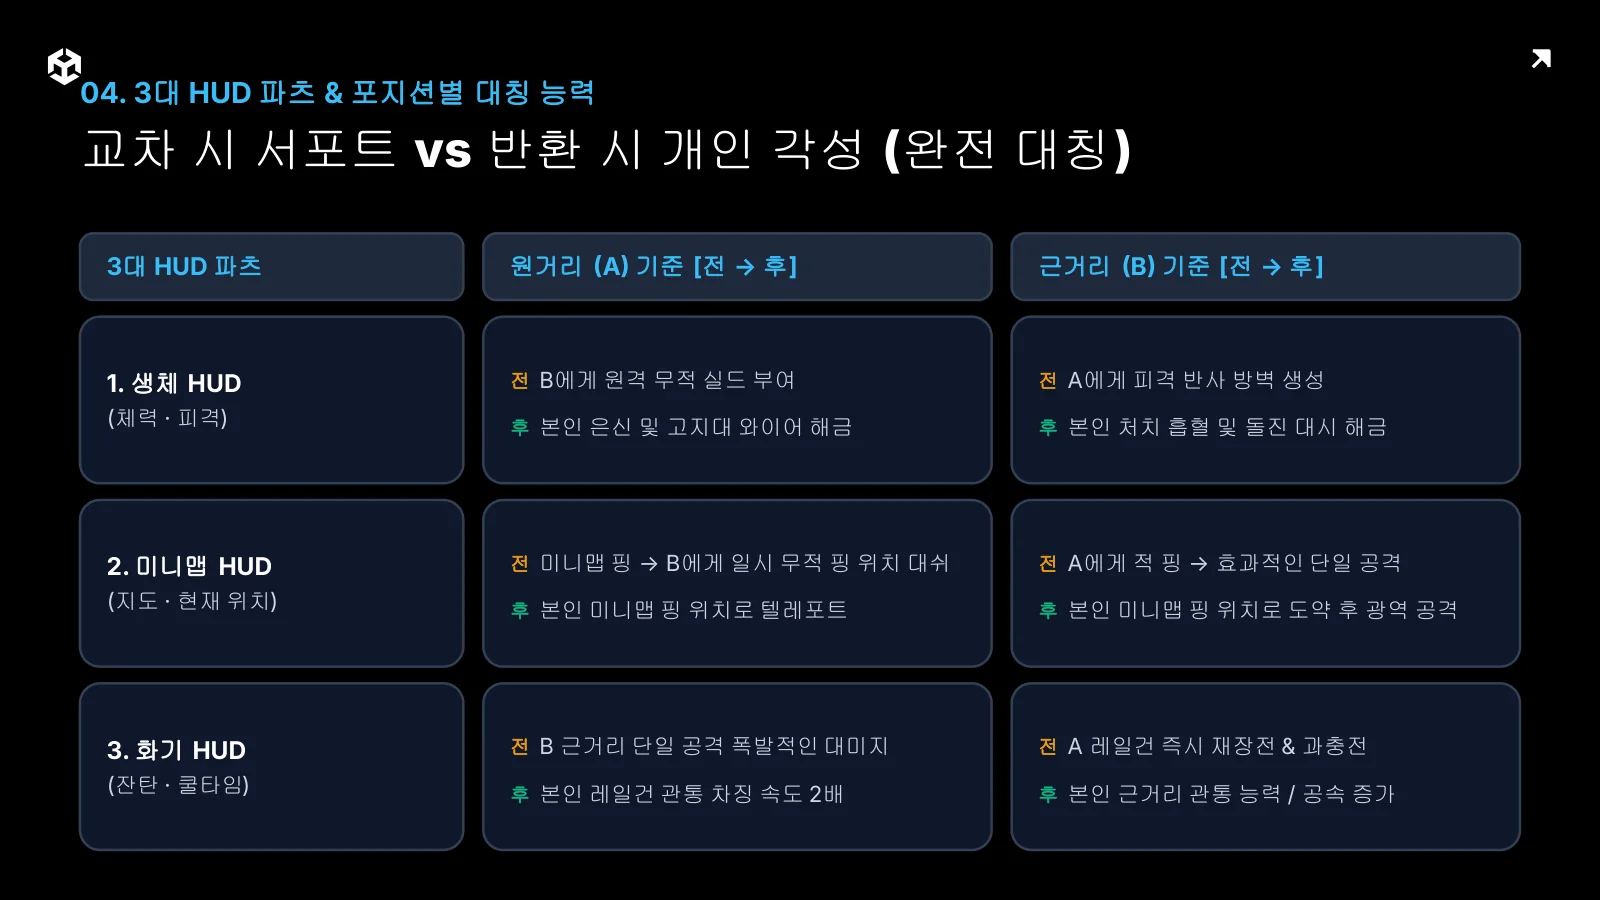 04. 3대 HUD 파츠 & 포지션별 대칭 능력
교차 시 서포트 vs 반환 시 개인 각성 (완전 대칭)
3대 HUD 파츠
원거리 (A) 기준 [전 → 후]
근거리 (B) 기준 [전 → 후]
1. 생체 HUD
(체력 · 피격)
전 B에게 원격 무적 실드 부여
후 본인 은신 및 고지대 와이어 해금
전 A에게 피격 반사 방벽 생성
후 본인 처치 흡혈 및 돌진 대시 해금
2. 미니맵 HUD
(지도 · 현재 위치)
전 미니맵 핑 → B에게 일시 무적 핑 위치 대쉬
후 본인 미니맵 핑 위치로 텔레포트
전 A에게 적 핑 → 효과적인 단일 공격
후 본인 미니맵 핑 위치로 도약 후 광역 공격
3. 화기 HUD
(잔탄 · 쿨타임)
전 B 근거리 단일 공격 폭발적인 대미지
후 본인 레일건 관통 차징 속도 2배
전 A 레일건 즉시 재장전 & 과충전
후 본인 근거리 관통 능력 / 공속 증가